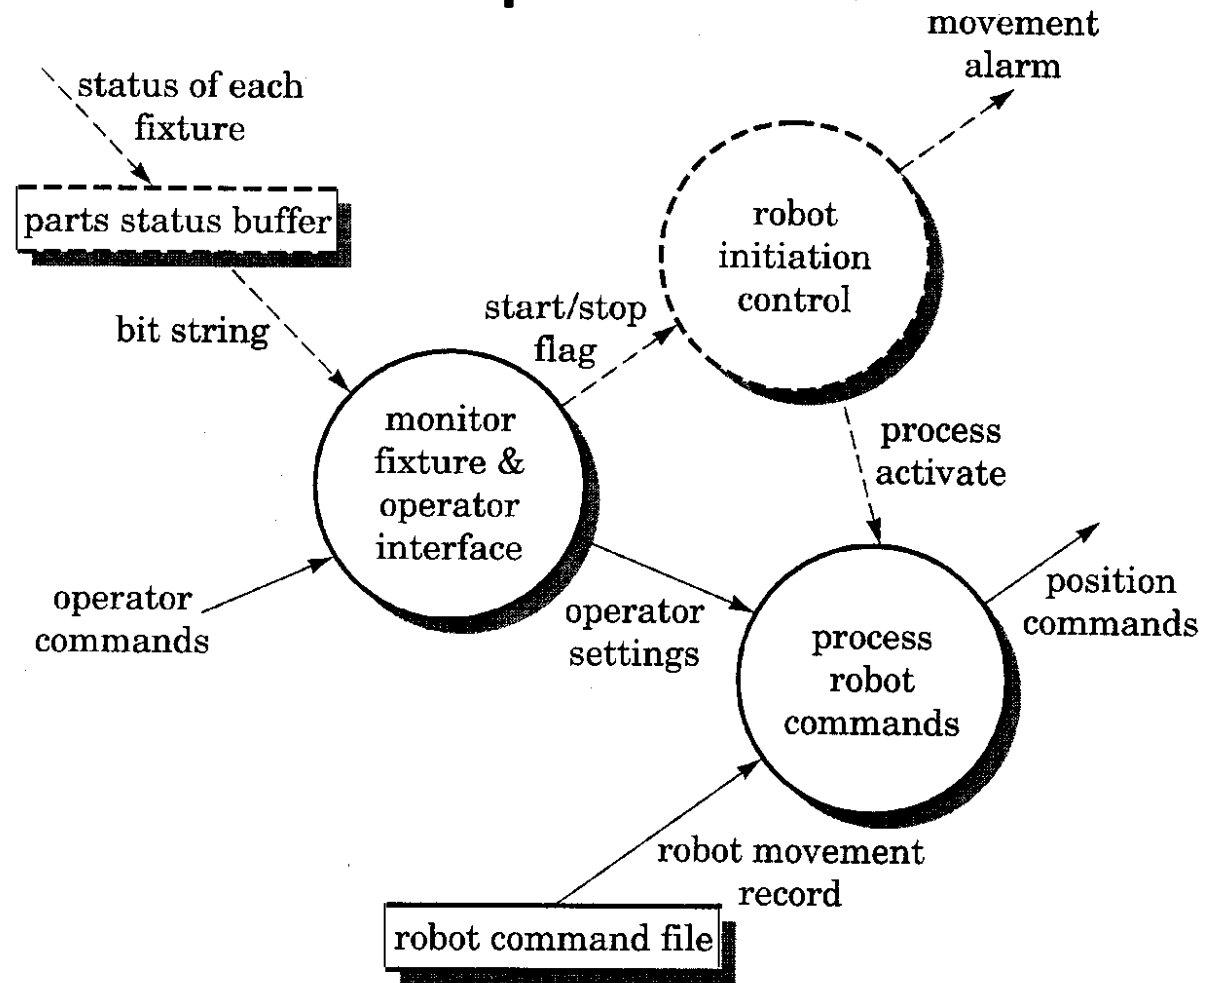 movement
alarm
status of each
fixture
parts status buffer
robot
initiation
control
bit string
start/stop
flag
monitor
fixture &
operator
interface
process
activate
operator
commands
operator
settings
position
commands
process
robot
commands
robot movement
record
robot command file